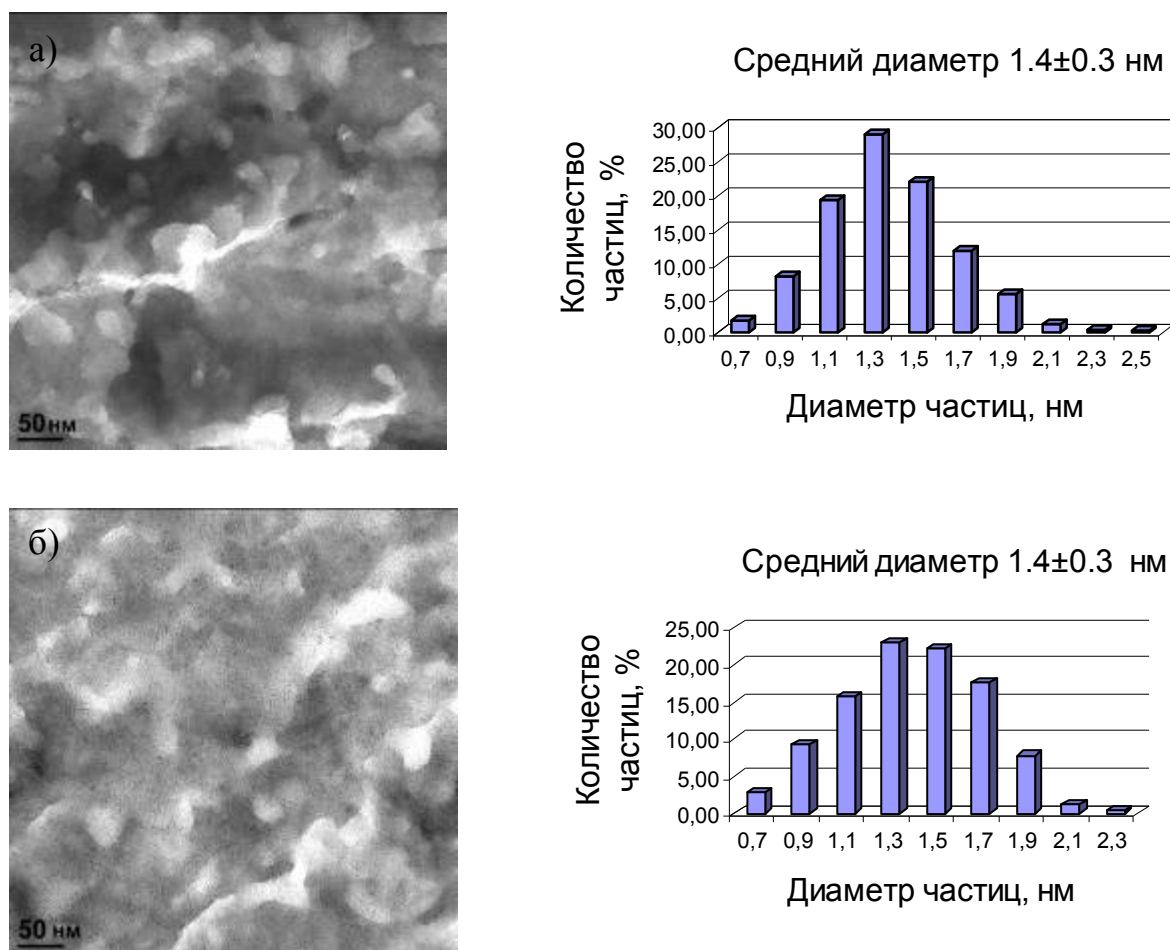 а)
50 нм
Средний диаметр 1.4±0.3 нм
Количество
частиц, %
30,00
25,00
20,00
15,00
10,00
5,00
0,00
0,7 0,9 1,1 1,3 1,5 1,7 1,9 2,1 2,3 2,5
Диаметр частиц, нм
б)
50 нм
Средний диаметр 1.4±0.3 нм
Количество
частиц, %
25,00
20,00
15,00
10,00
5,00
0,00
0,7 0,9 1,1 1,3 1,5 1,7 1,9 2,1 2,3
Диаметр частиц, нм